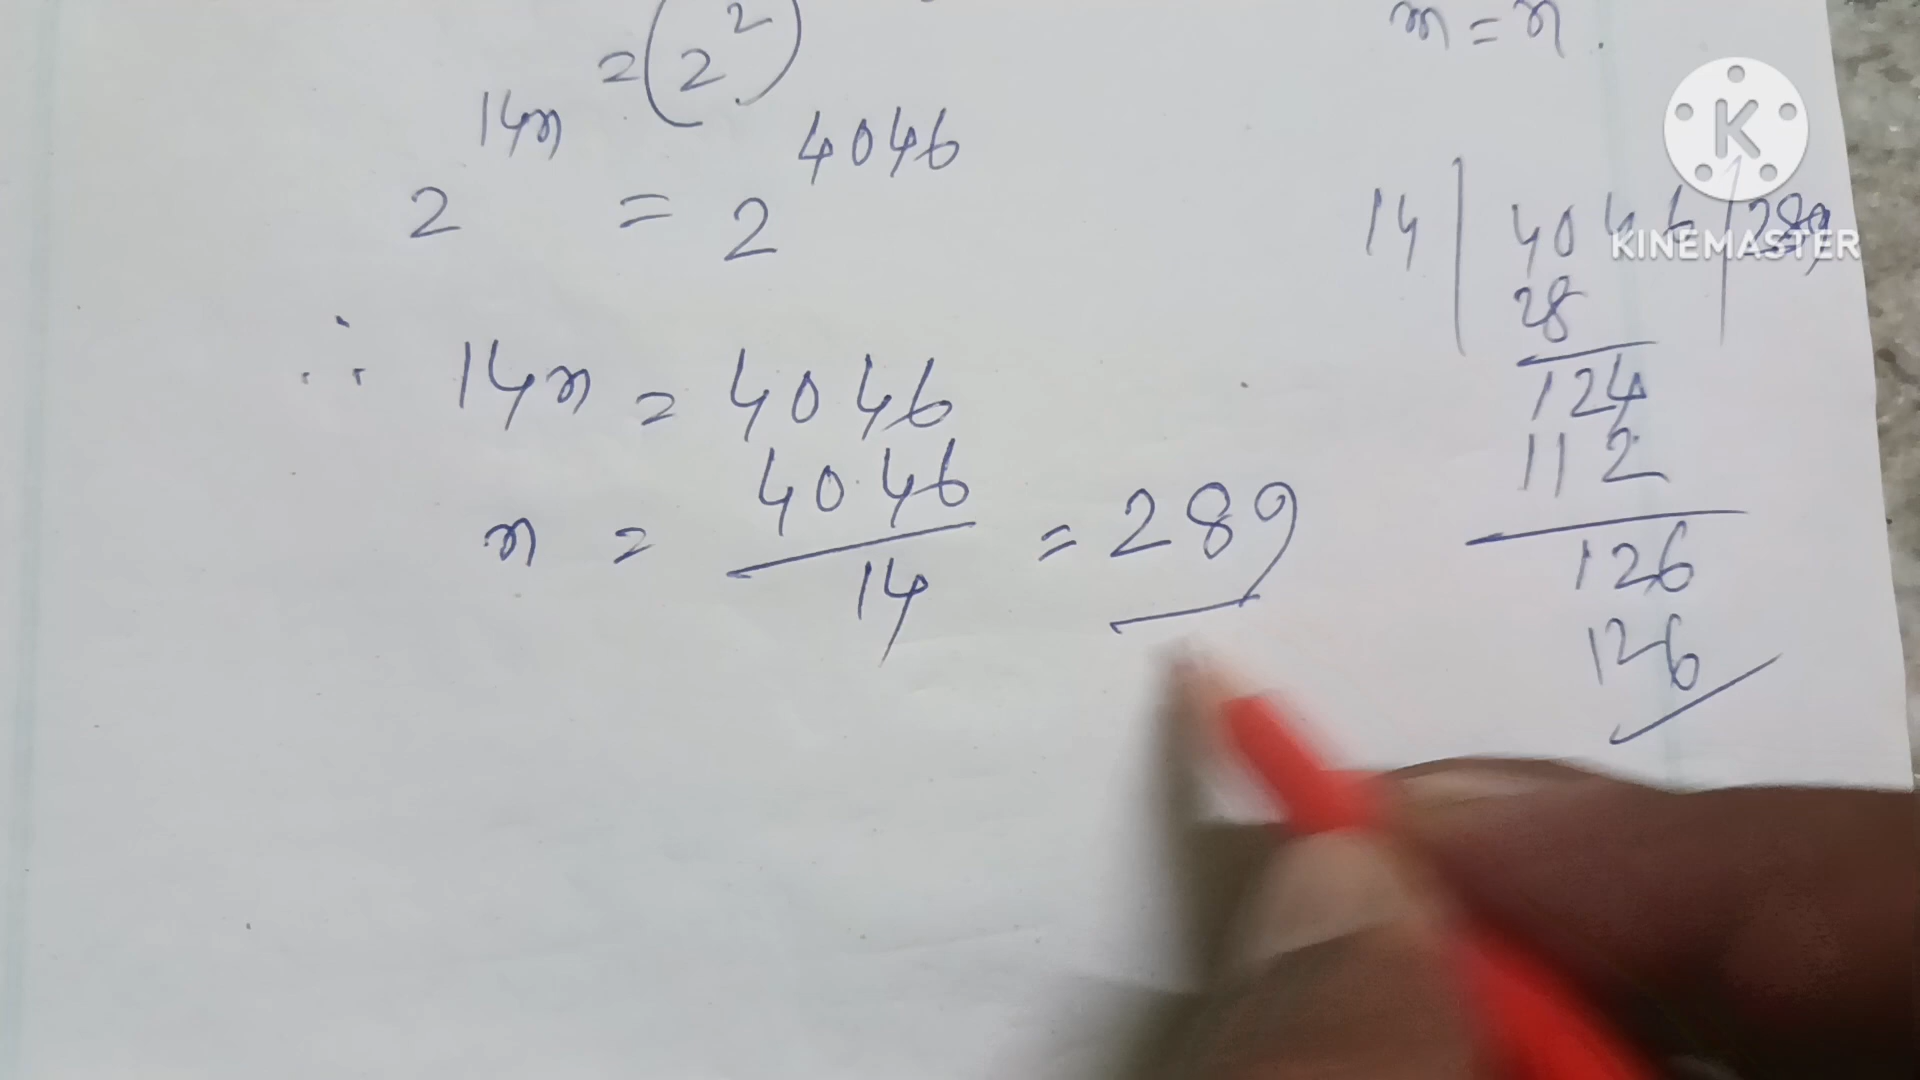 = (2^2)
m = n.
2^14n = 2^4046
∴ 14n = 4046
n = 4046/14 = 289
14 | 4046 | 289
28
124
112
126
126
K
KINEMASTER